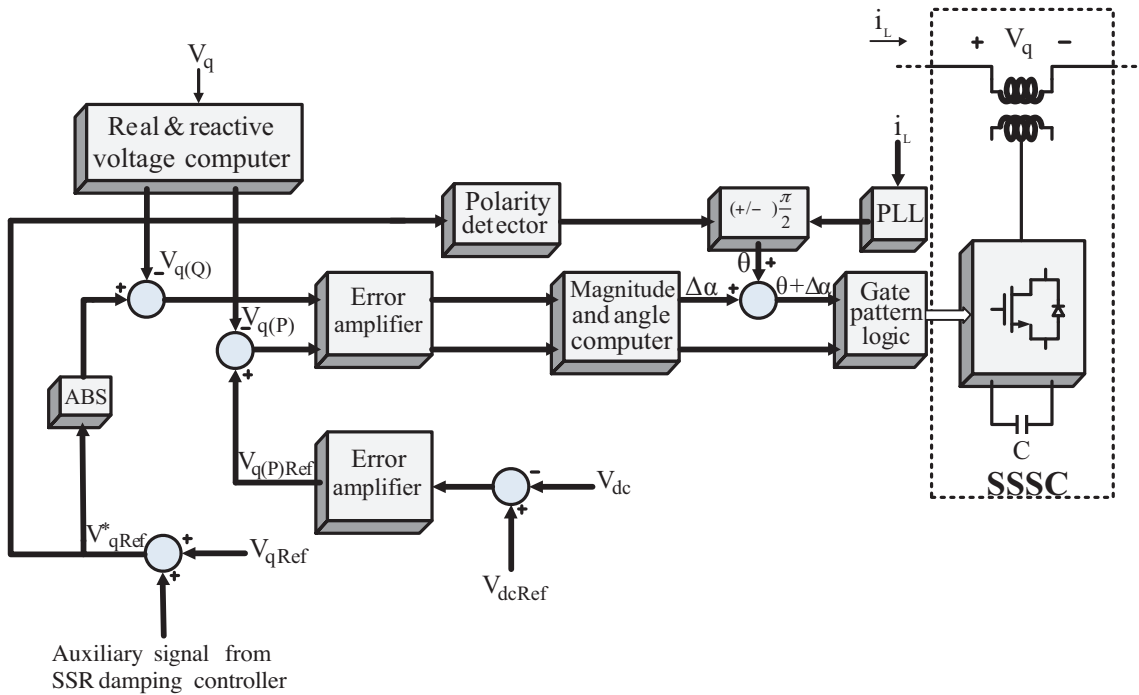 i_L
+ V_q −
V_q
Real & reactive
voltage computer
i_L
Polarity
detector
(+/- ) π/2
PLL
− V_q(Q)
θ +
+
Error
amplifier
Magnitude
and angle
computer
Δα +
θ+Δα
Gate
pattern
logic
− V_q(P)
+
ABS
C
SSSC
V_q(P)Ref
Error
amplifier
−
V_dc
+
V*_qRef
+
V_qRef
+
V_dcRef
Auxiliary signal from
SSR damping controller